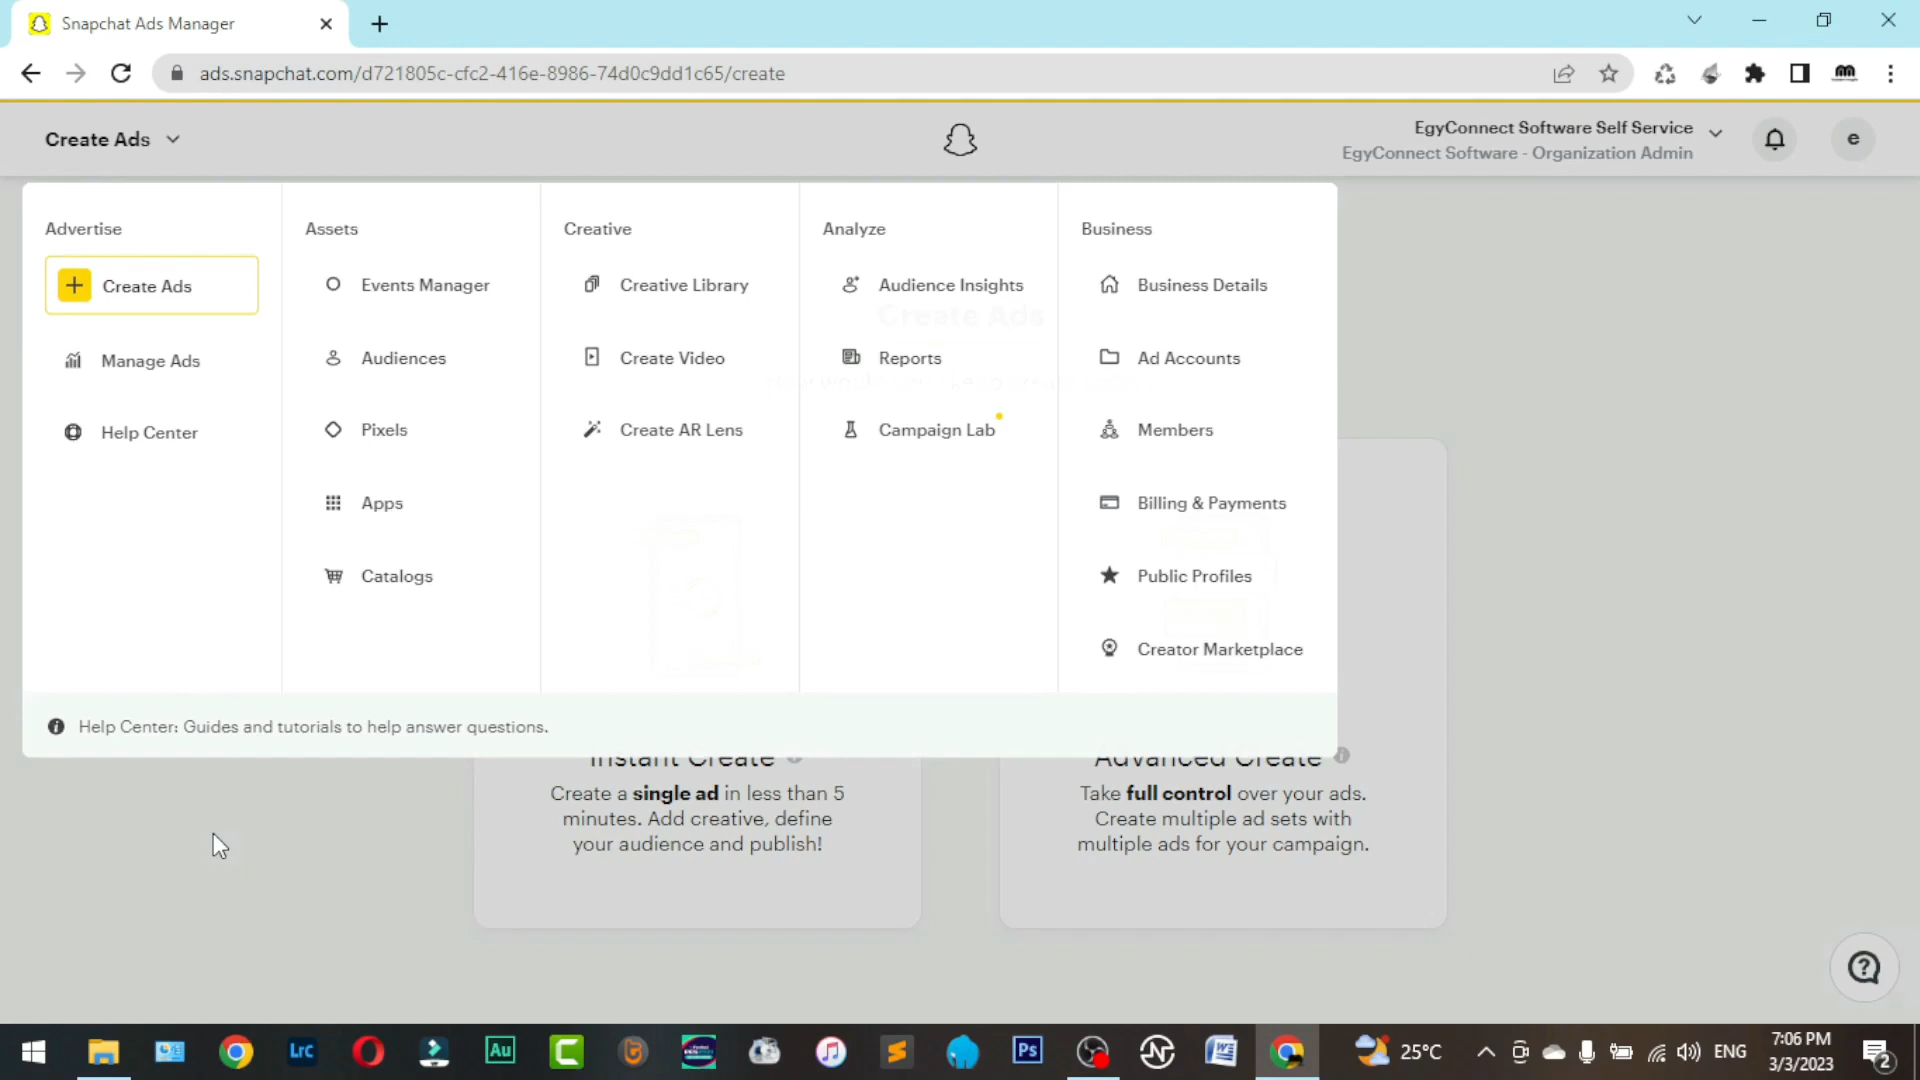 Snapchat Ads Manager
ads.snapchat.com/d721805c-cfc2-416e-8986-74d0c9dd1c65/create
Create Ads
EgyConnect Software Self Service
EgyConnect Software - Organization Admin
e
Advertise
Create Ads
Manage Ads
Help Center
Assets
Events Manager
Audiences
Pixels
Apps
Catalogs
Creative
Creative Library
Create Video
Create AR Lens
Analyze
Audience Insights
Create Ads
Reports
Campaign Lab
Business
Business Details
Ad Accounts
Members
Billing & Payments
Public Profiles
Creator Marketplace
Help Center: Guides and tutorials to help answer questions.
Instant Create
Create a single ad in less than 5
minutes. Add creative, define
your audience and publish!
Advanced Create
Take full control over your ads.
Create multiple ad sets with
multiple ads for your campaign.
Lrc
Au
Ps
25°C
ENG
7:06 PM
3/3/2023
2